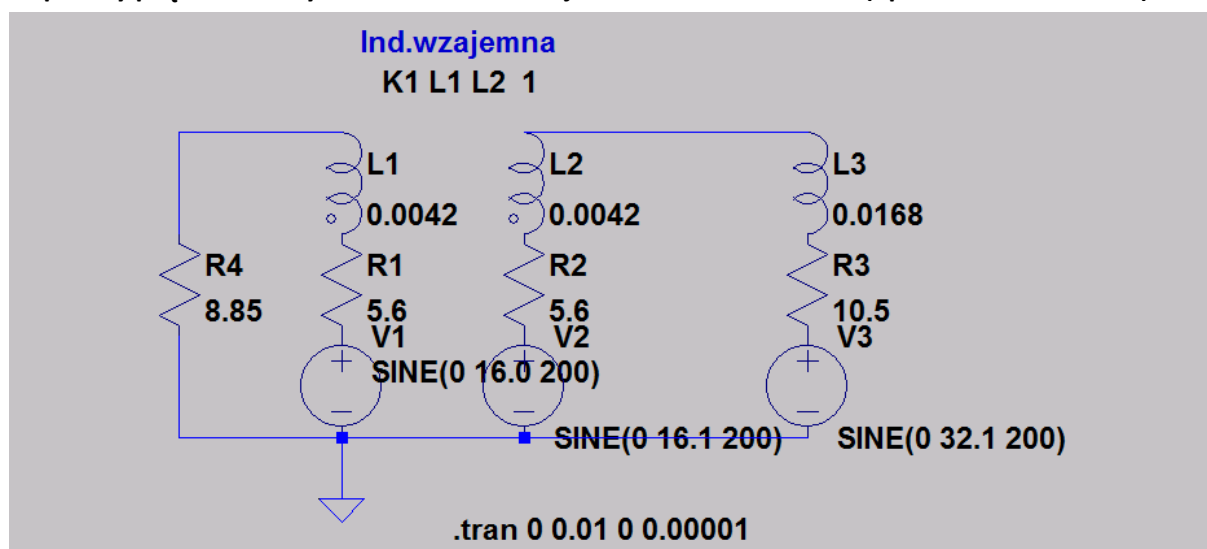 Ind.wzajemna
K1 L1 L2 1
L1
0.0042
L2
0.0042
L3
0.0168
R4
8.85
R1
5.6
R2
5.6
R3
10.5
V1
SINE(0 16.0 200)
V2
SINE(0 16.1 200)
V3
SINE(0 32.1 200)
.tran 0 0.01 0 0.00001